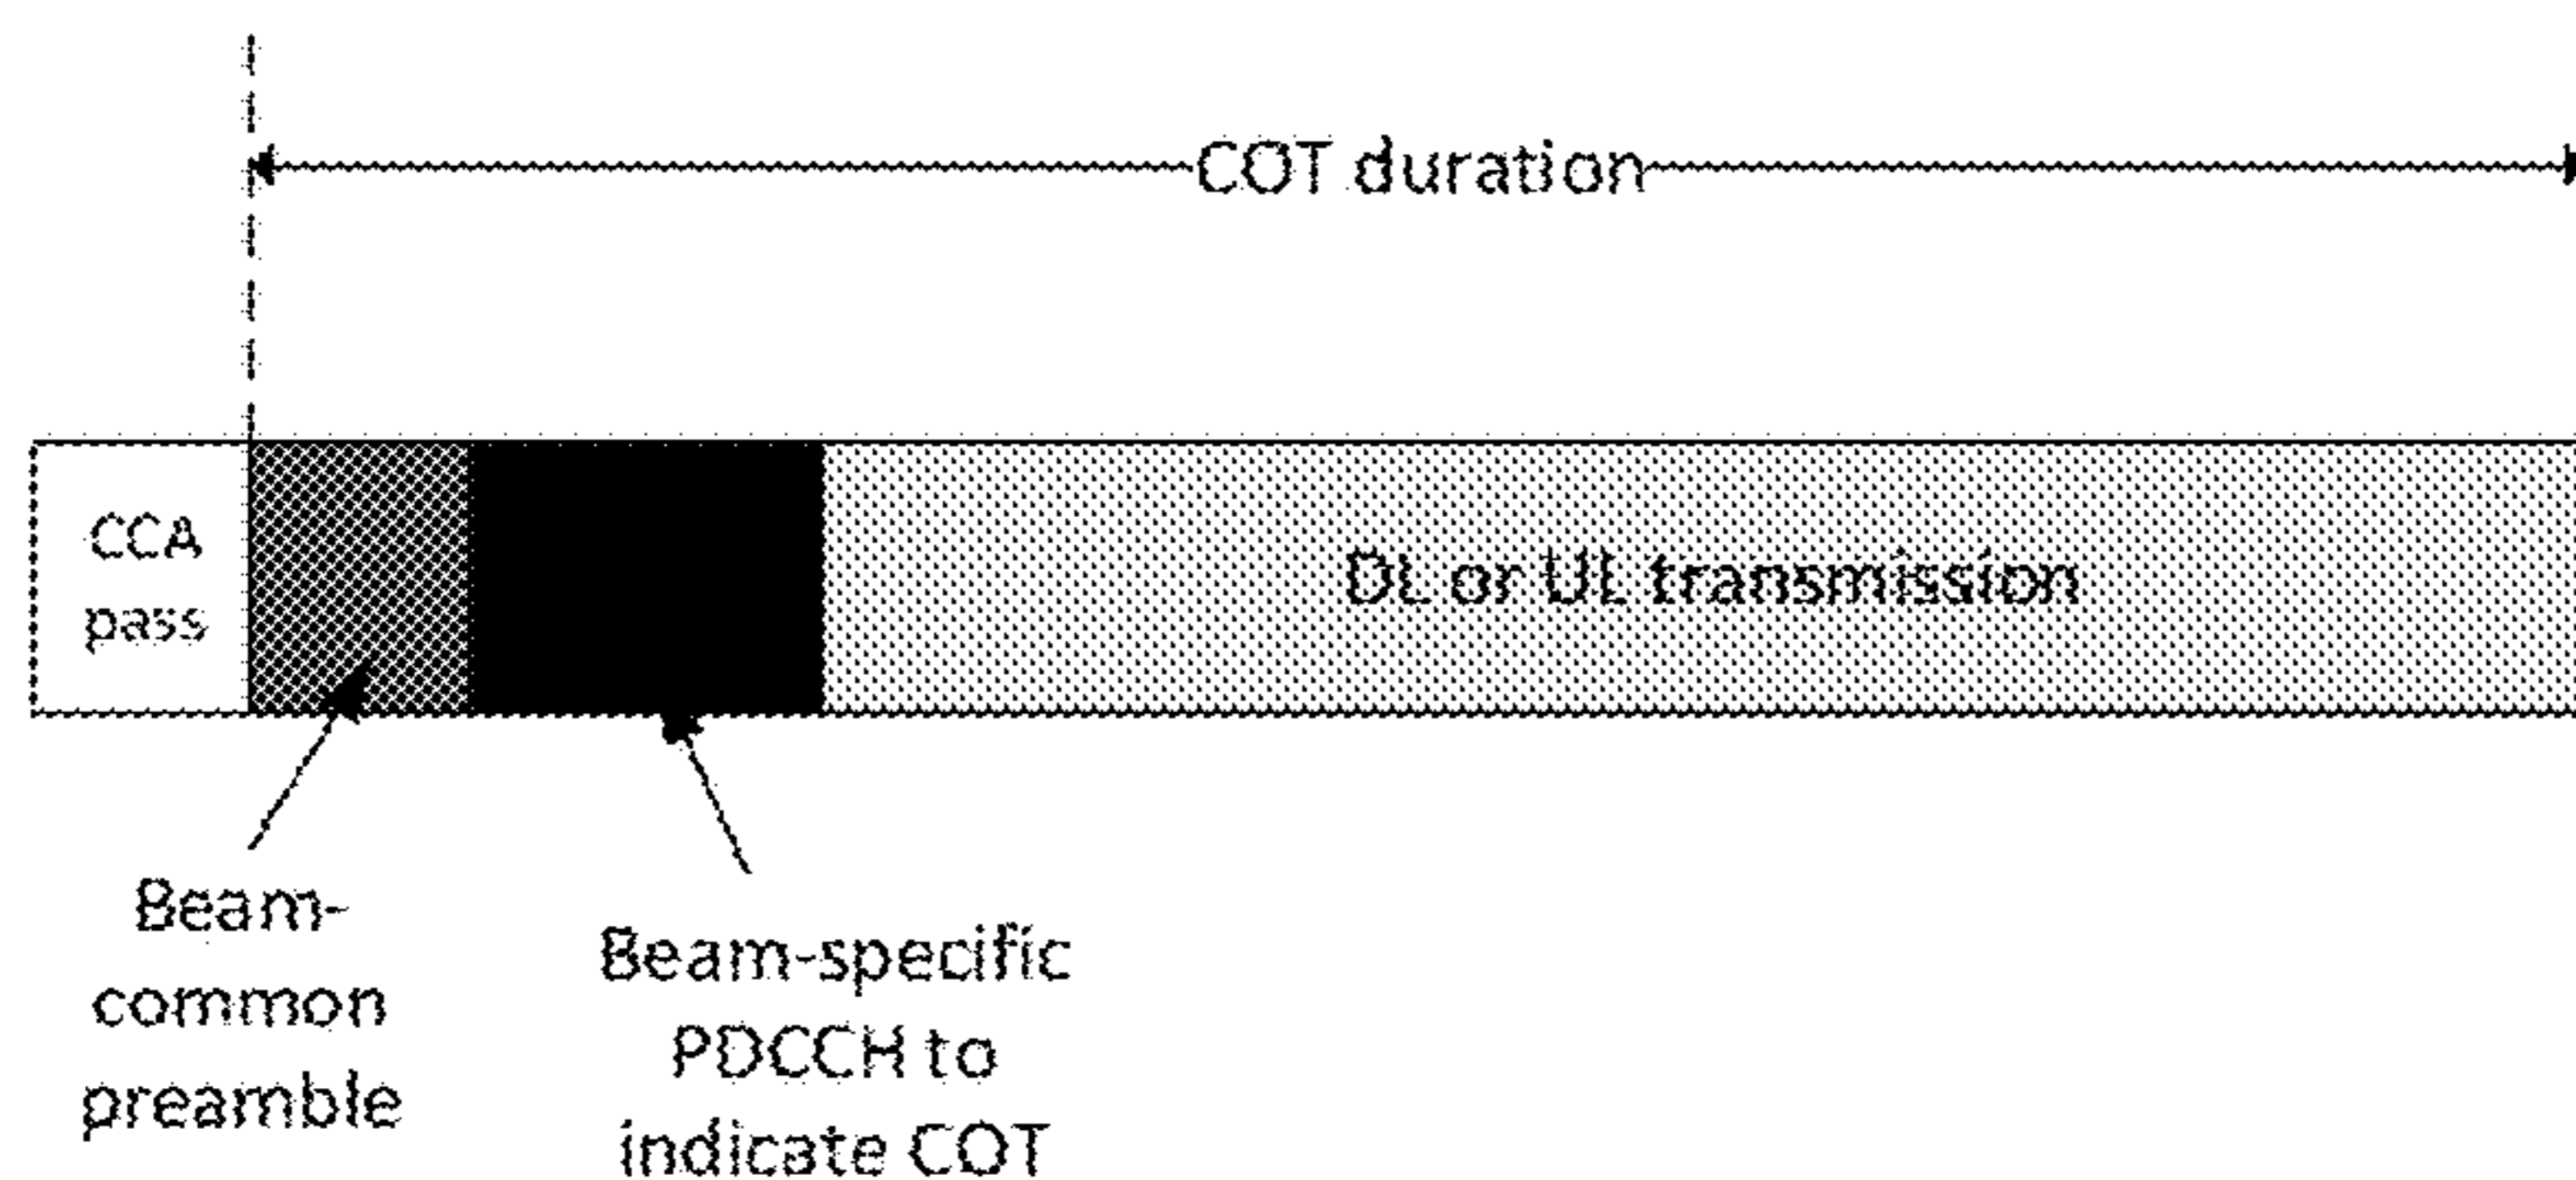 COT duration
CCA
pass
DL or UL transmission
Beam-
common
preamble
Beam-specific
PDCCH to
indicate COT